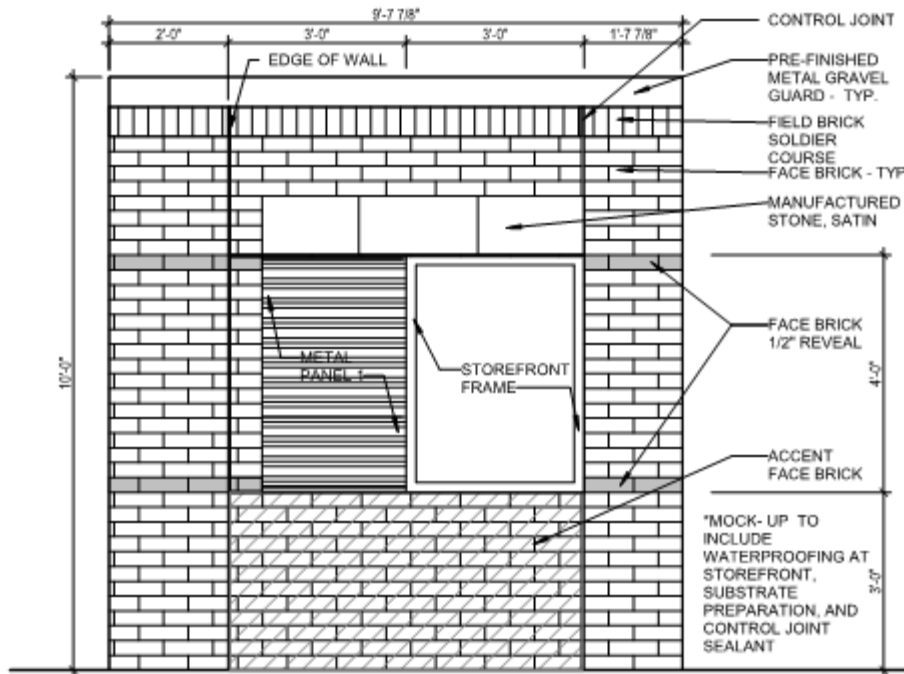 9'-7 7/8"
2'-0"
3'-0"
3'-0"
1'-7 7/8"
CONTROL JOINT
EDGE OF WALL
PRE-FINISHED
METAL GRAVEL
GUARD - TYP.
FIELD BRICK
SOLDIER
COURSE
FACE BRICK - TYP
MANUFACTURED
STONE, SATIN
10'-0"
FACE BRICK
1/2" REVEAL
4'-0"
METAL
PANEL 1
STOREFRONT
FRAME
ACCENT
FACE BRICK
"MOCK- UP TO
INCLUDE
WATERPROOFING AT
STOREFRONT,
SUBSTRATE
PREPARATION, AND
CONTROL JOINT
SEALANT
3'-0"